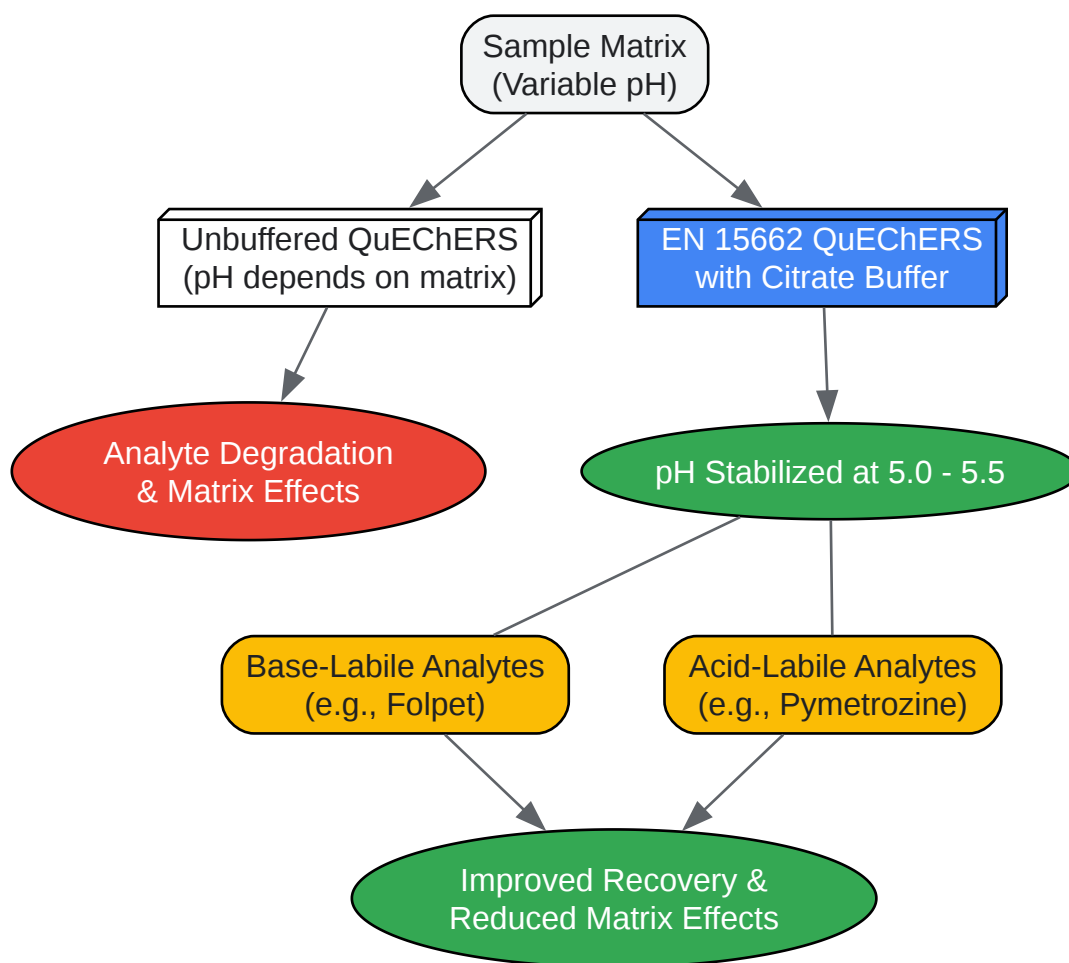 Sample Matrix
(Variable pH)
Unbuffered QuEChERS
(pH depends on matrix)
EN 15662 QuEChERS
with Citrate Buffer
Analyte Degradation
& Matrix Effects
pH Stabilized at 5.0 - 5.5
Base-Labile Analytes
(e.g., Folpet)
Acid-Labile Analytes
(e.g., Pymetrozine)
Improved Recovery &
Reduced Matrix Effects